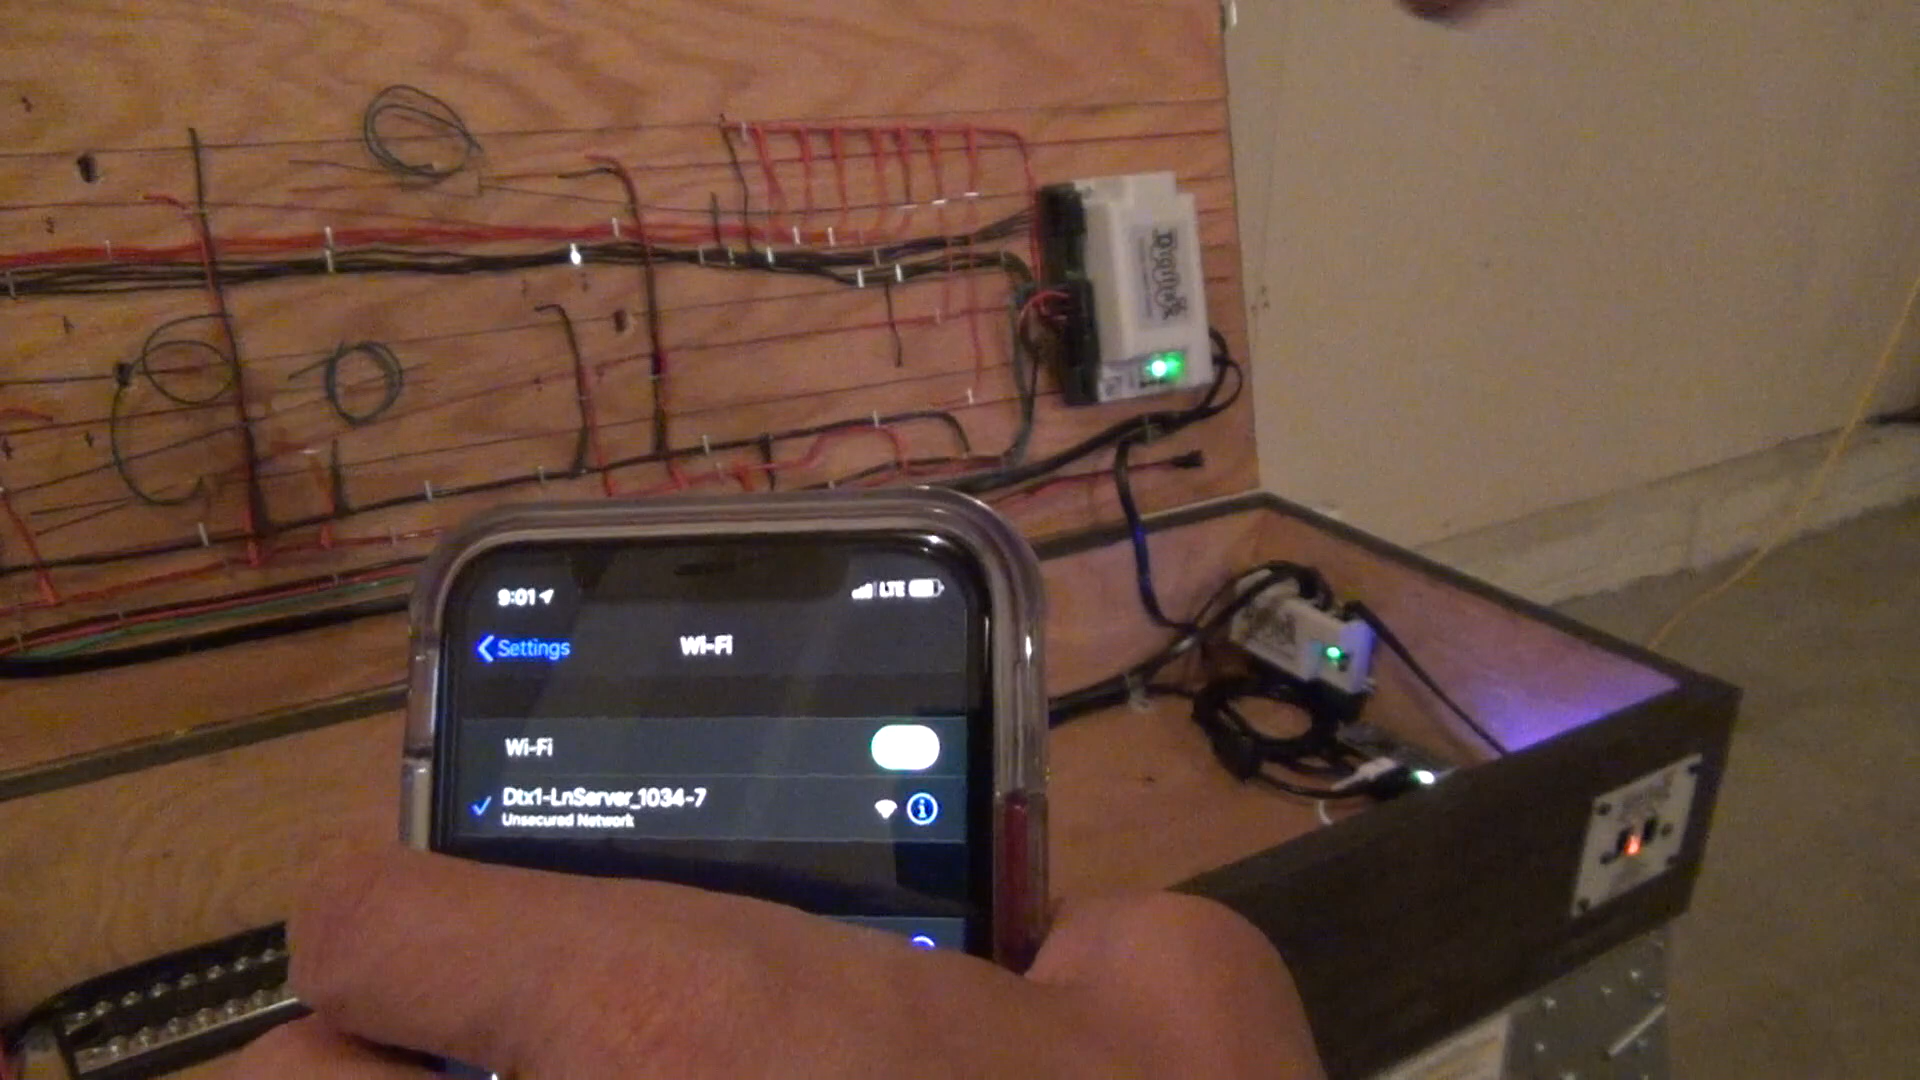 Digitrax
9:01
LTE
Settings
Wi-Fi
Wi-Fi
Dtx1-LnServer_1034-7
Unsecured Network